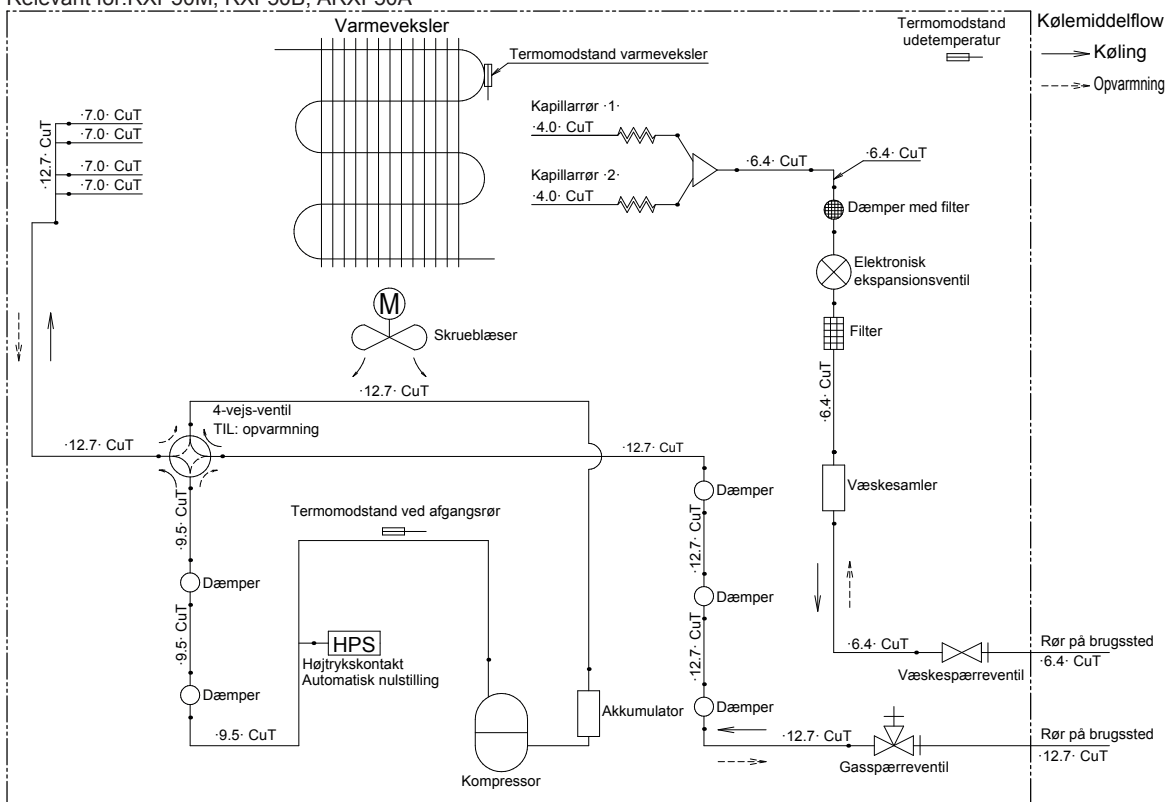 Relevant for:RXP50M, RXF50B, ARXF50A
Varmeveksler
Termomodstand varmeveksler
Termomodstand
udetemperatur
Kølemiddelflow
Køling
Opvarmning
·7.0· CuT
·7.0· CuT
·7.0· CuT
·7.0· CuT
·12.7· CuT
Kapillarrør ·1·
·4.0· CuT
Kapillarrør ·2·
·4.0· CuT
·6.4· CuT
·6.4· CuT
Dæmper med filter
Elektronisk
ekspansionsventil
Filter
·6.4· CuT
M
Skrueblæser
·12.7· CuT
4-vejs-ventil
TIL: opvarmning
·12.7· CuT
·12.7· CuT
Væskesamler
Dæmper
·9.5· CuT
Termomodstand ved afgangsrør
·12.7· CuT
Dæmper
Dæmper
·9.5· CuT
HPS
Højtrykskontakt
Automatisk nulstilling
·12.7· CuT
·6.4· CuT
Rør på brugssted
·6.4· CuT
Væskespærreventil
Dæmper
Akkumulator
Dæmper
·9.5· CuT
Kompressor
·12.7· CuT
Rør på brugssted
·12.7· CuT
Gasspærreventil